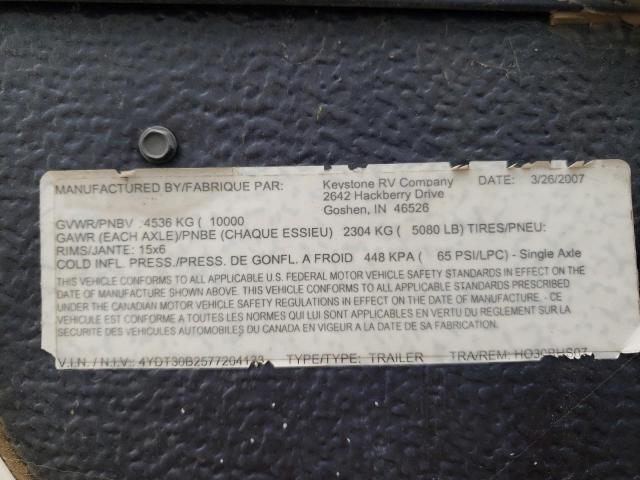 MANUFACTURED BY/FABRIQUE PAR: Keystone RV Company DATE: 3/26/2007
2642 Hackberry Drive
Goshen, IN 46526
GVWR/PNBV . 4536 KG ( 10000
GAWR (EACH AXLE)/PNBE (CHAQUE ESSIEU) 2304 KG ( 5080 LB) TIRES/PNEU:
RIMS/JANTE: 15x6
COLD INFL. PRESS./PRESS. DE GONFL. A FROID 448 KPA ( 65 PSI/LPC) - Single Axle
THIS VEHICLE CONFORMS TO ALL APPLICABLE U.S. FEDERAL MOTOR VEHICLE SAFETY STANDARDS IN EFFECT ON THE
DATE OF MANUFACTURE SHOWN ABOVE. THIS VEHICLE CONFORMS TO ALL APPLICABLE STANDARDS PRESCRIBED
UNDER THE CANADIAN MOTOR VEHICLE SAFETY REGULATIONS IN EFFECT ON THE DATE OF MANUFACTURE. - CE
VEHICULE EST CONFORME A TOUTES LES NORMES QUI LUI SONT APPLICABLES EN VERTU DU REGLEMENT SUR LA
SECURITE DES VEHICULES AUTOMOBILES DU CANADA EN VIGEUR A LA DATE DE SA FABRICATION.
V.I.N. / N.I.V.: 4YDT30B2577204123 TYPE/TYPE: TRAILER TRA/REM: HO30BHS07